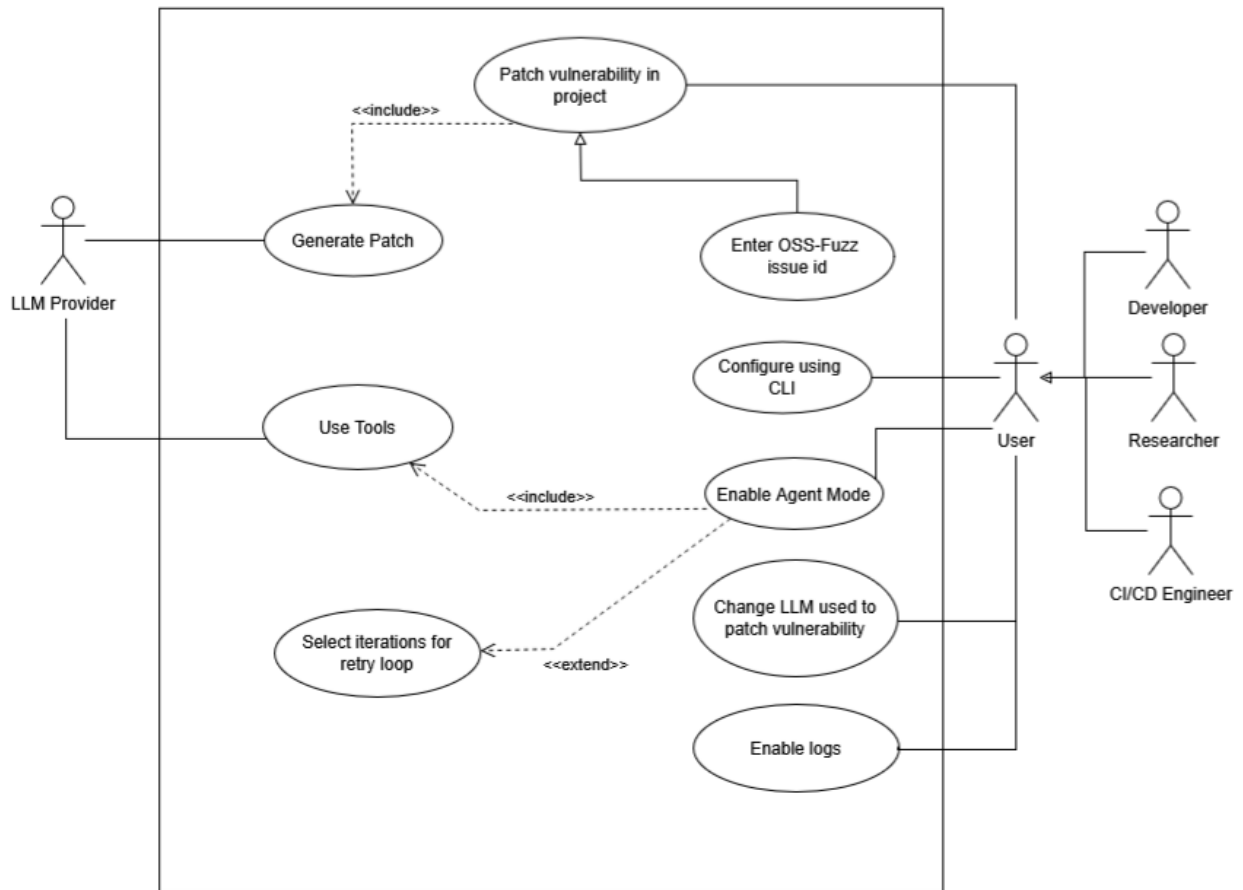 Patch vulnerability in
project
<<include>>
Generate Patch
LLM Provider
Enter OSS-Fuzz
issue id
Developer
Configure using
CLI
User
Researcher
Use Tools
<<include>>
Enable Agent Mode
CI/CD Engineer
Change LLM used to
patch vulnerability
Select iterations for
retry loop
<<extend>>
Enable logs